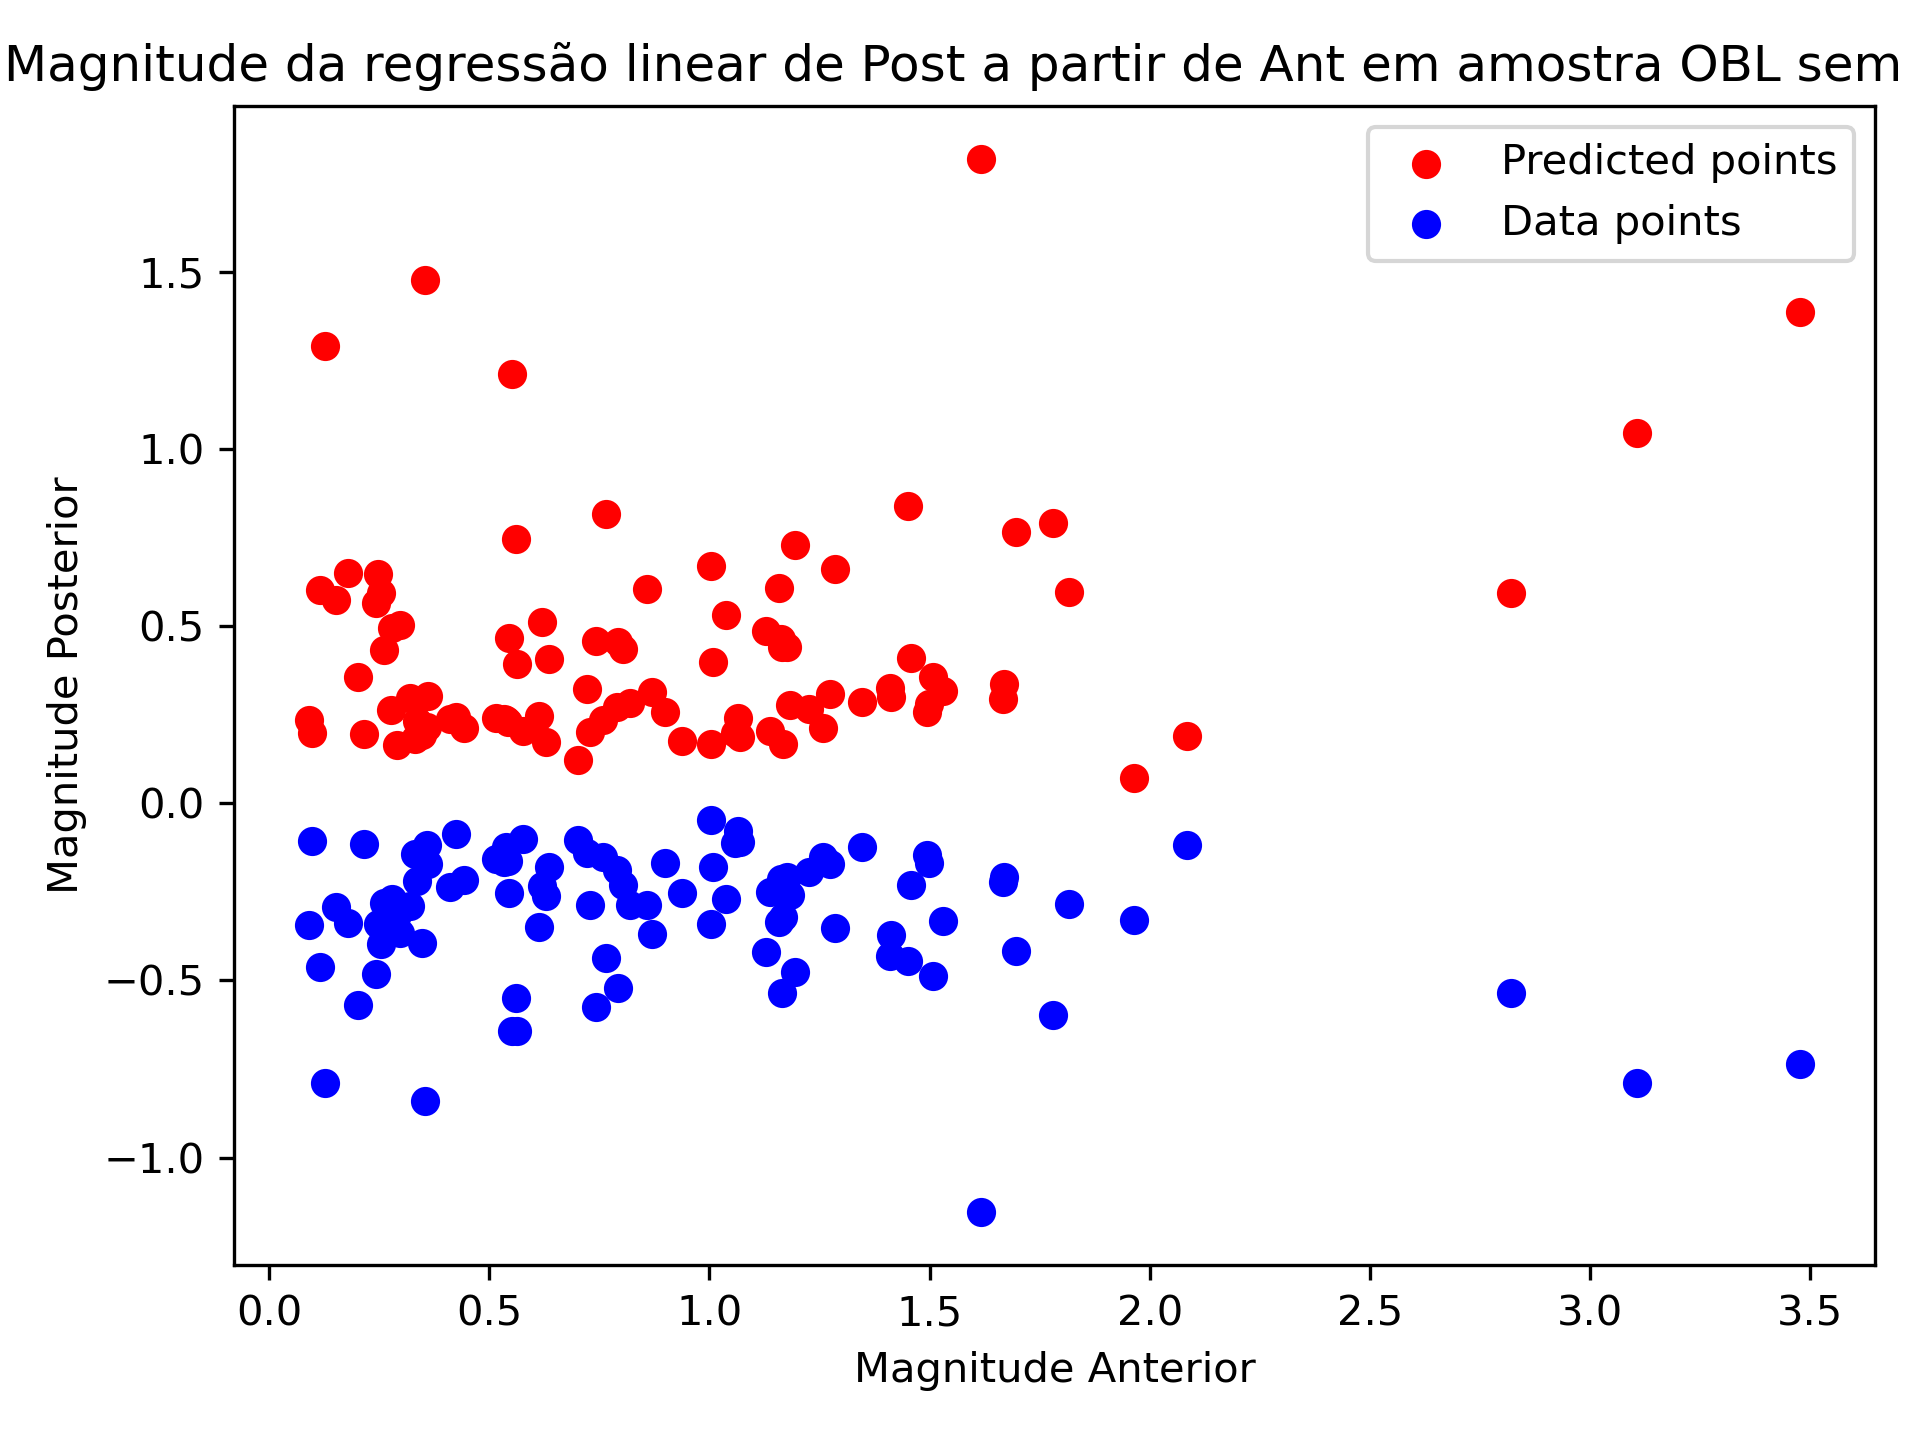 Magnitude da regressão linear de Post a partir de Ant em amostra OBL sem
Predicted points
Data points
Magnitude Posterior
1.5
1.0
0.5
0.0
−0.5
−1.0
0.0 0.5 1.0 1.5 2.0 2.5 3.0 3.5
Magnitude Anterior